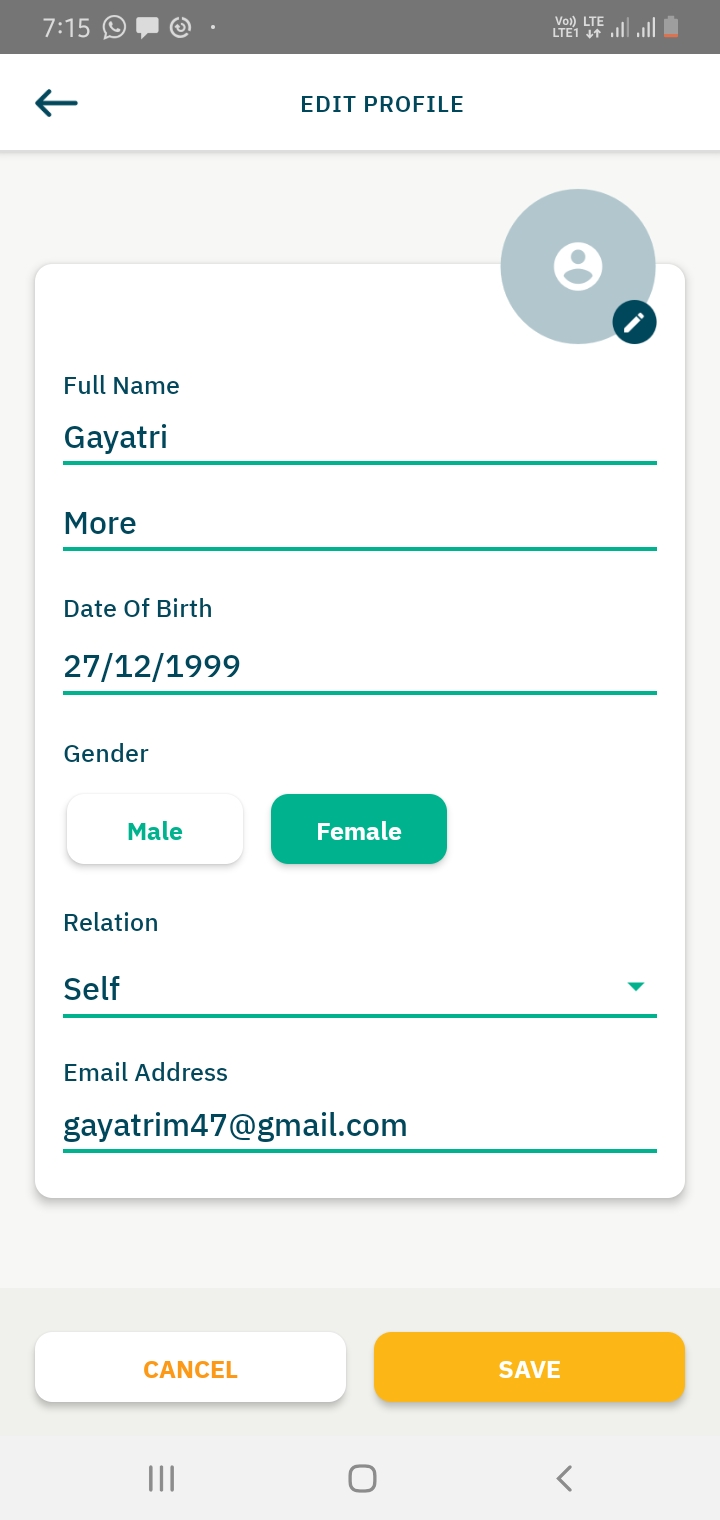 7:15 Vo)) LTE
LTE1
EDIT PROFILE
Full Name
Gayatri
More
Date Of Birth
27/12/1999
Gender
Male Female
Relation
Self
Email Address
gayatrim47@gmail.com
CANCEL SAVE